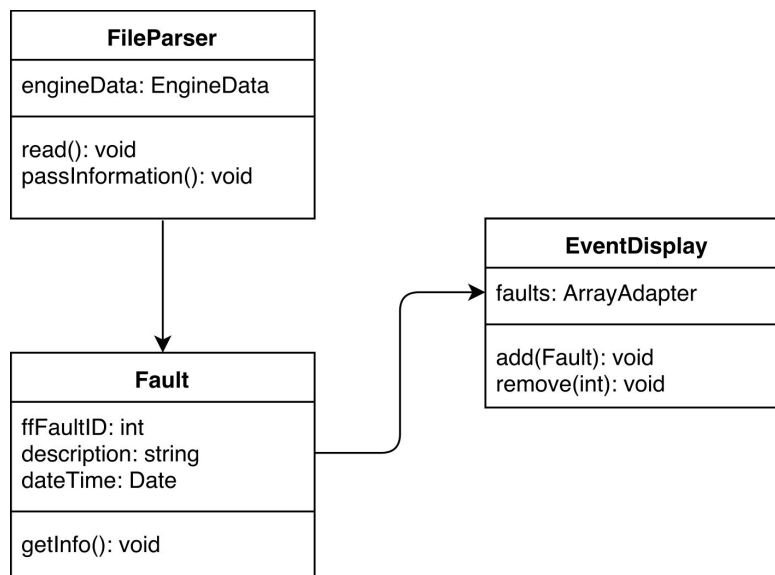 FileParser
engineData: EngineData
read(): void
passInformation(): void
EventDisplay
faults: ArrayAdapter
add(Fault): void
remove(int): void
Fault
ffFaultID: int
description: string
dateTime: Date
getInfo(): void